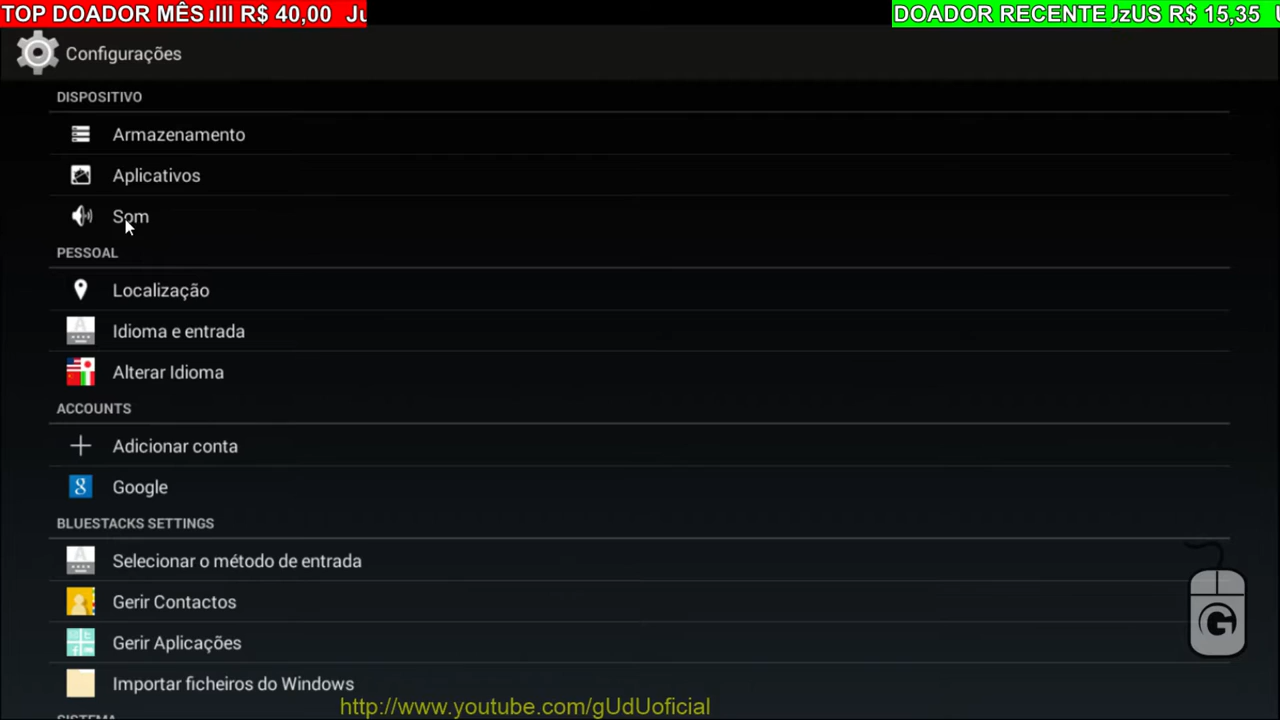 TOP DOADOR MÊS ıIII R$ 40,00
DOADOR RECENTE JzUS R$ 15,35
Configurações
DISPOSITIVO
Armazenamento
Aplicativos
Som
PESSOAL
Localização
Idioma e entrada
Alterar Idioma
ACCOUNTS
Adicionar conta
Google
BLUESTACKS SETTINGS
Selecionar o método de entrada
Gerir Contactos
Gerir Aplicações
Importar ficheiros do Windows
SISTEMA
http://www.youtube.com/gUdUoficial
G